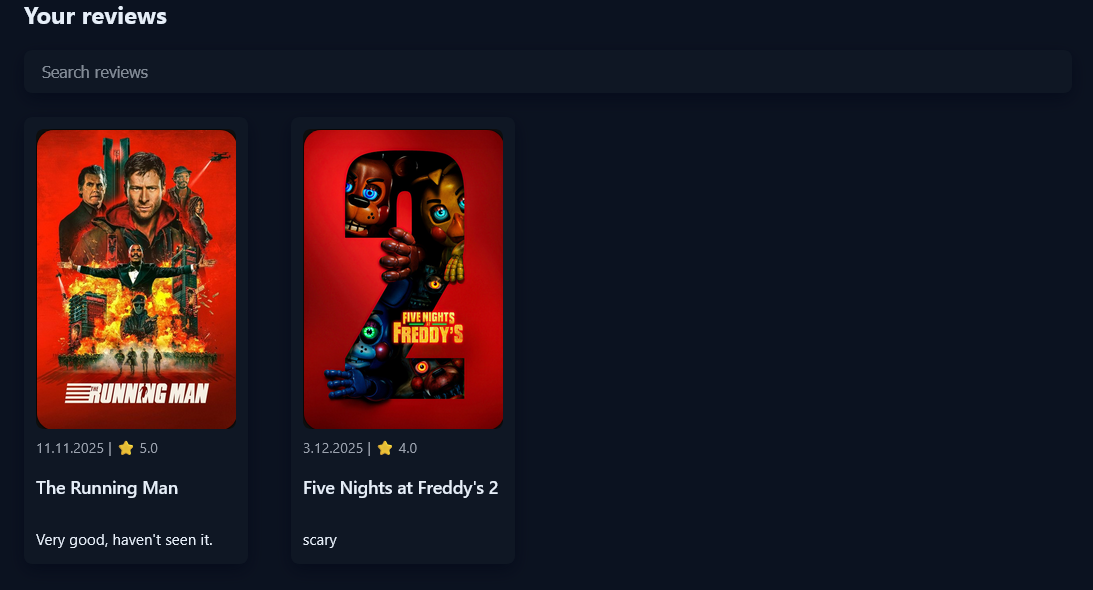 Your reviews
Search reviews
THE RUNNING MAN
FIVE NIGHTS
AT
FREDDY'S
11.11.2025 | ⭐ 5.0
3.12.2025 | ⭐ 4.0
The Running Man
Five Nights at Freddy's 2
Very good, haven't seen it.
scary